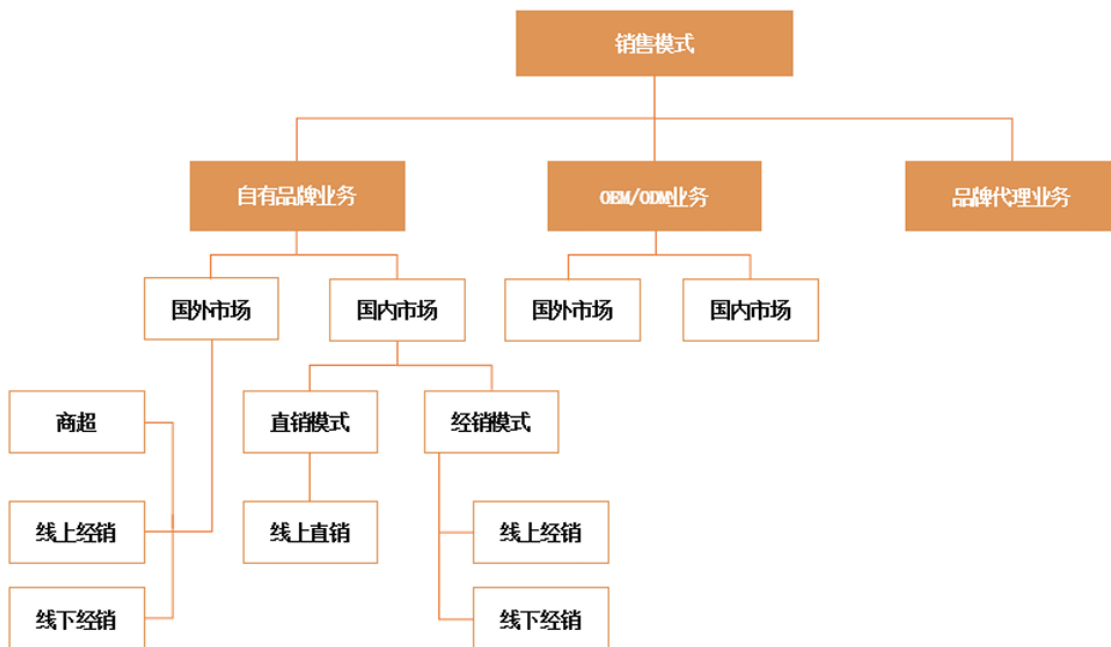 销售模式
自有品牌业务
OEM/ODM业务
品牌代理业务
国外市场
国内市场
国外市场
国内市场
商超
直销模式
经销模式
线上经销
线上直销
线上经销
线下经销
线下经销